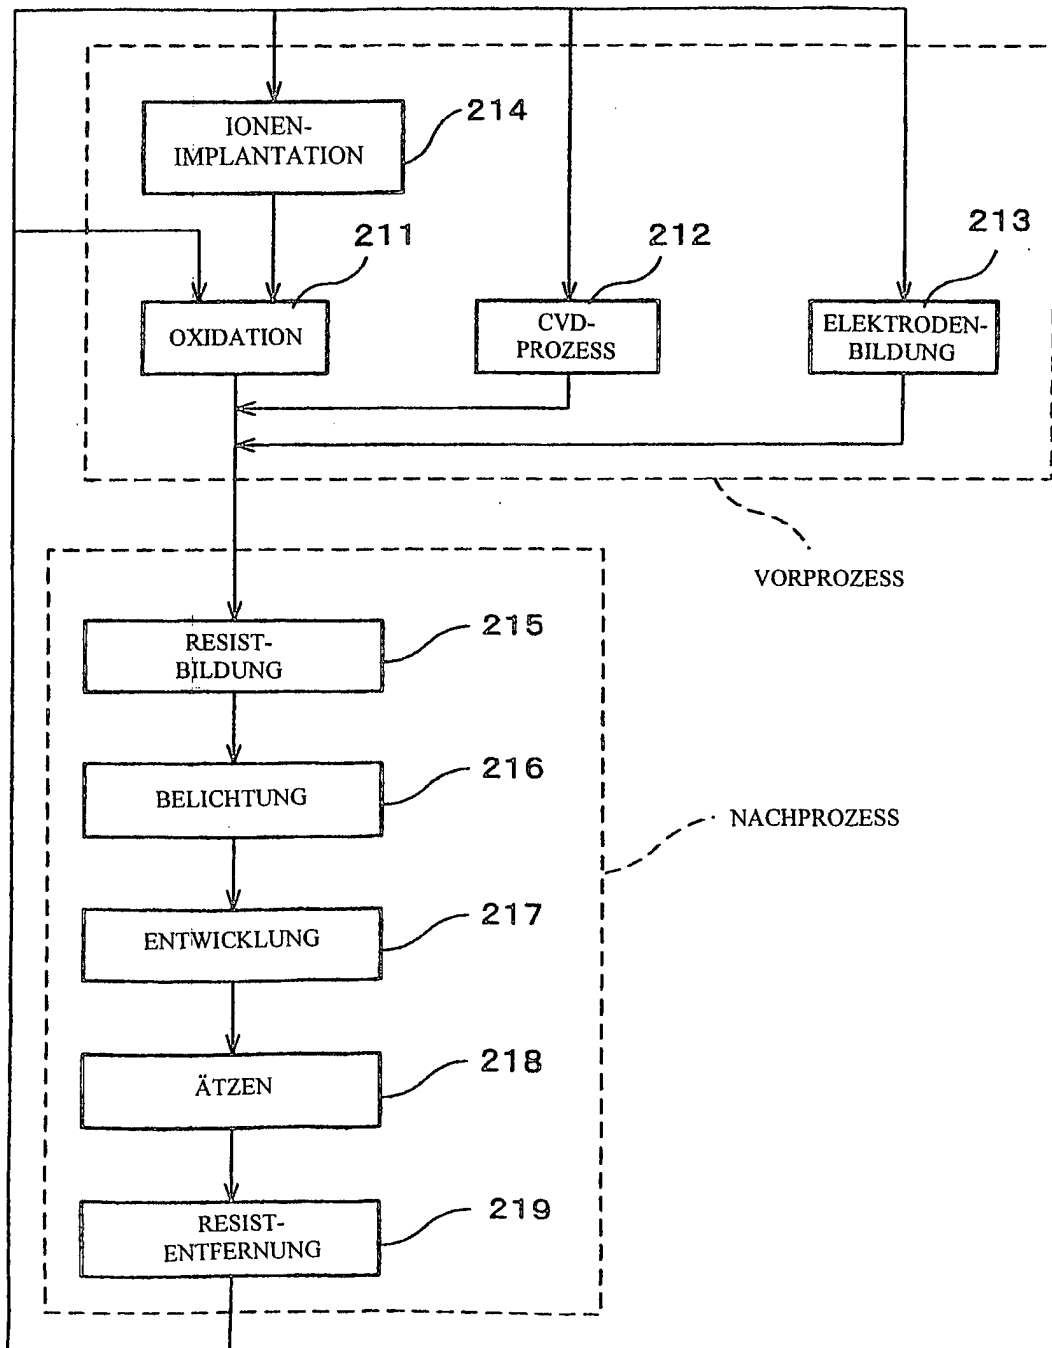 214
IONEN-
IMPLANTATION
211
212
213
OXIDATION
CVD-
PROZESS
ELEKTRODEN-
BILDUNG
VORPROZESS
215
RESIST-
BILDUNG
216
BELICHTUNG
NACHPROZESS
217
ENTWICKLUNG
218
ÄTZEN
219
RESIST-
ENTFERNUNG